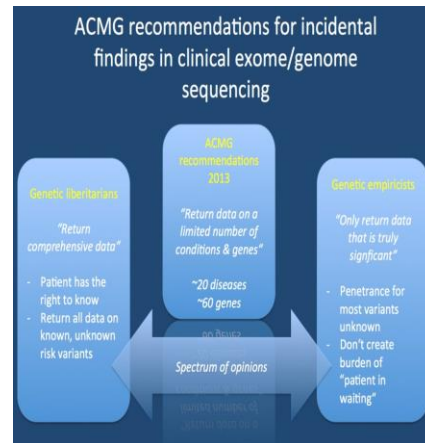 ACMG recommendations for incidental
findings in clinical exome/genome
sequencing
Genetic liberitarians
"Return
comprehensive data"
- Patient has the
right to know
- Return all data on
known, unknown
risk variants
ACMG
recommendations
2013
"Return data on a
limited number of
conditions & genes"
~20 diseases
~60 genes
Genetic empiricists
"Only return data
that is truly
signficant"
- Penetrance for
most variants
unknown
- Don't create
burden of
"patient in
waiting"
Spectrum of opinions